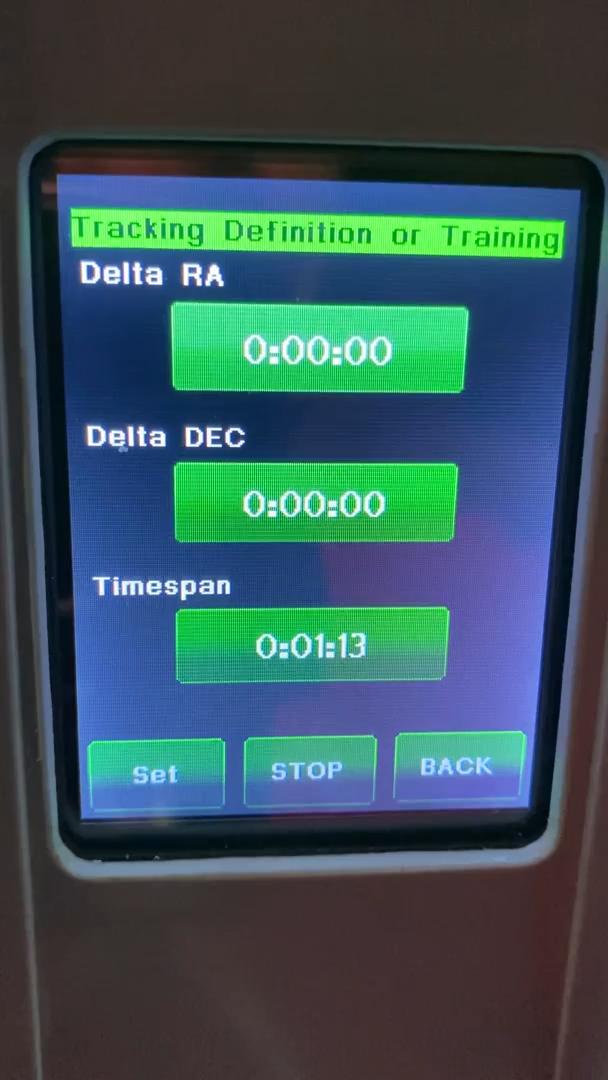 Tracking Definition or Training
Delta RA
0:00:00
Delta DEC
0:00:00
Timespan
0:01:13
Set STOP BACK